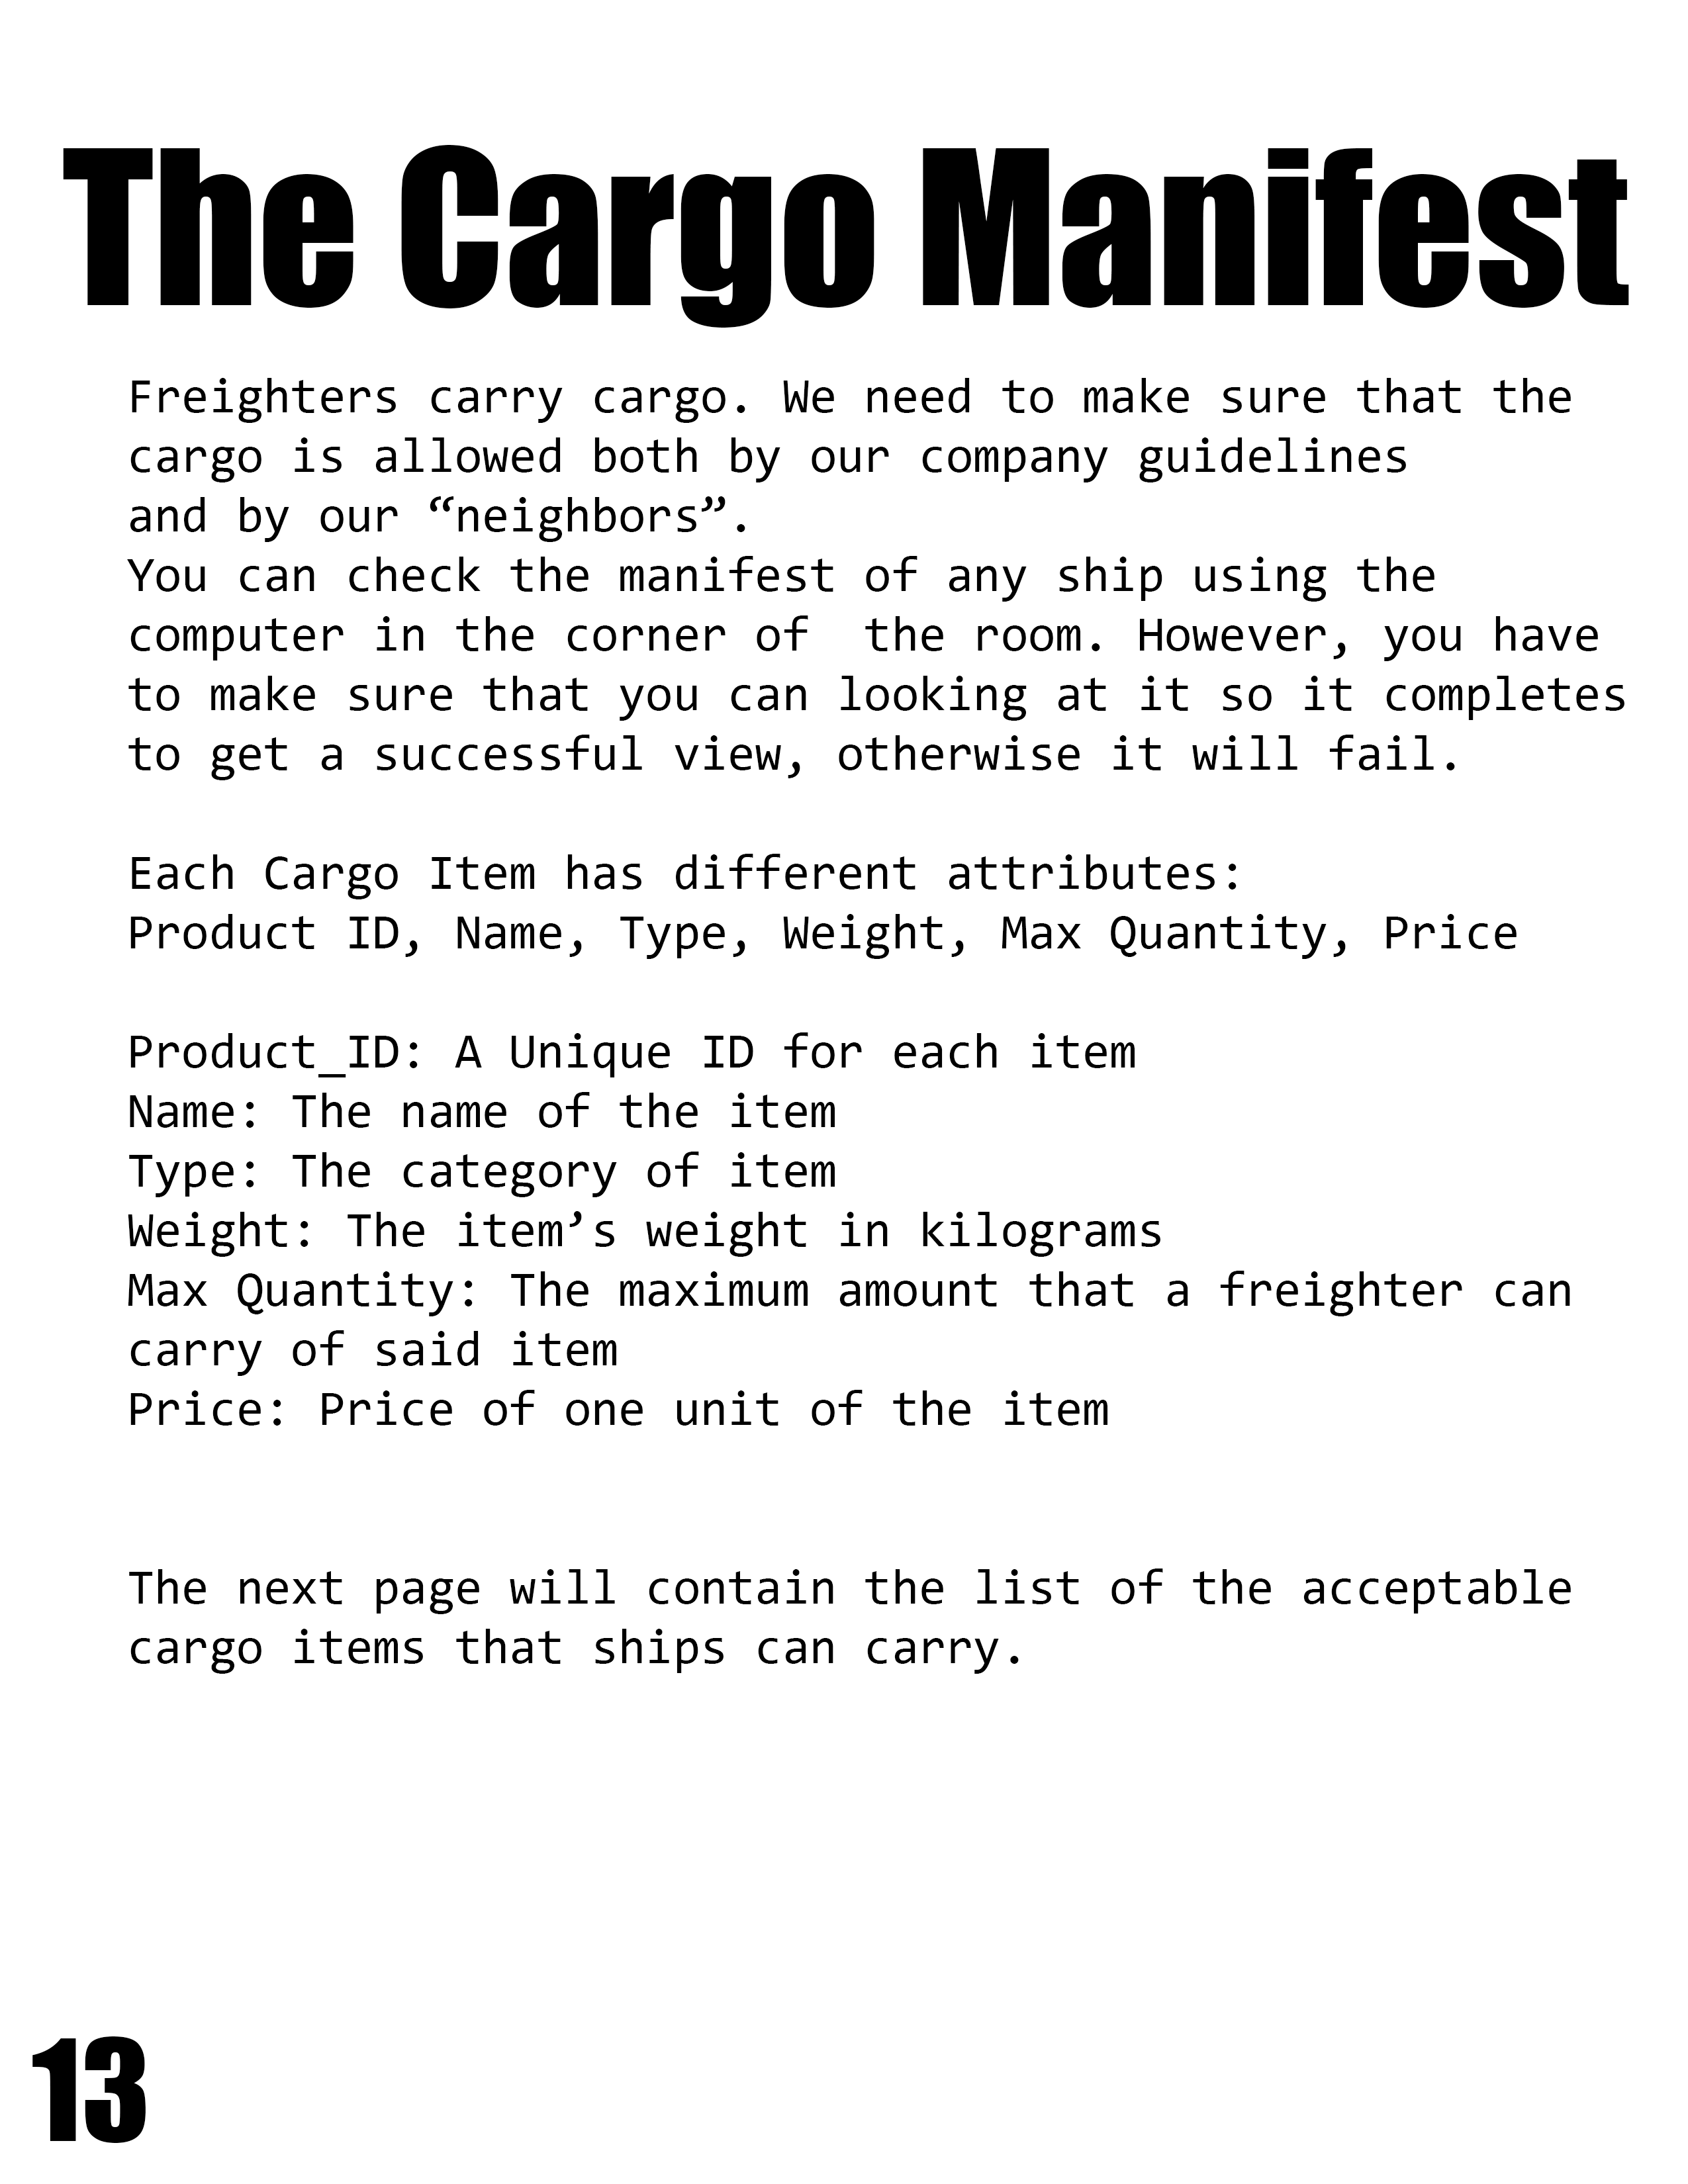 The Cargo Manifest
Freighters carry cargo. We need to make sure that the
cargo is allowed both by our company guidelines
and by our “neighbors”.
You can check the manifest of any ship using the
computer in the corner of  the room. However, you have
to make sure that you can looking at it so it completes
to get a successful view, otherwise it will fail.
Each Cargo Item has different attributes:
Product ID, Name, Type, Weight, Max Quantity, Price
Product_ID: A Unique ID for each item
Name: The name of the item
Type: The category of item
Weight: The item’s weight in kilograms
Max Quantity: The maximum amount that a freighter can
carry of said item
Price: Price of one unit of the item
The next page will contain the list of the acceptable
cargo items that ships can carry.
13